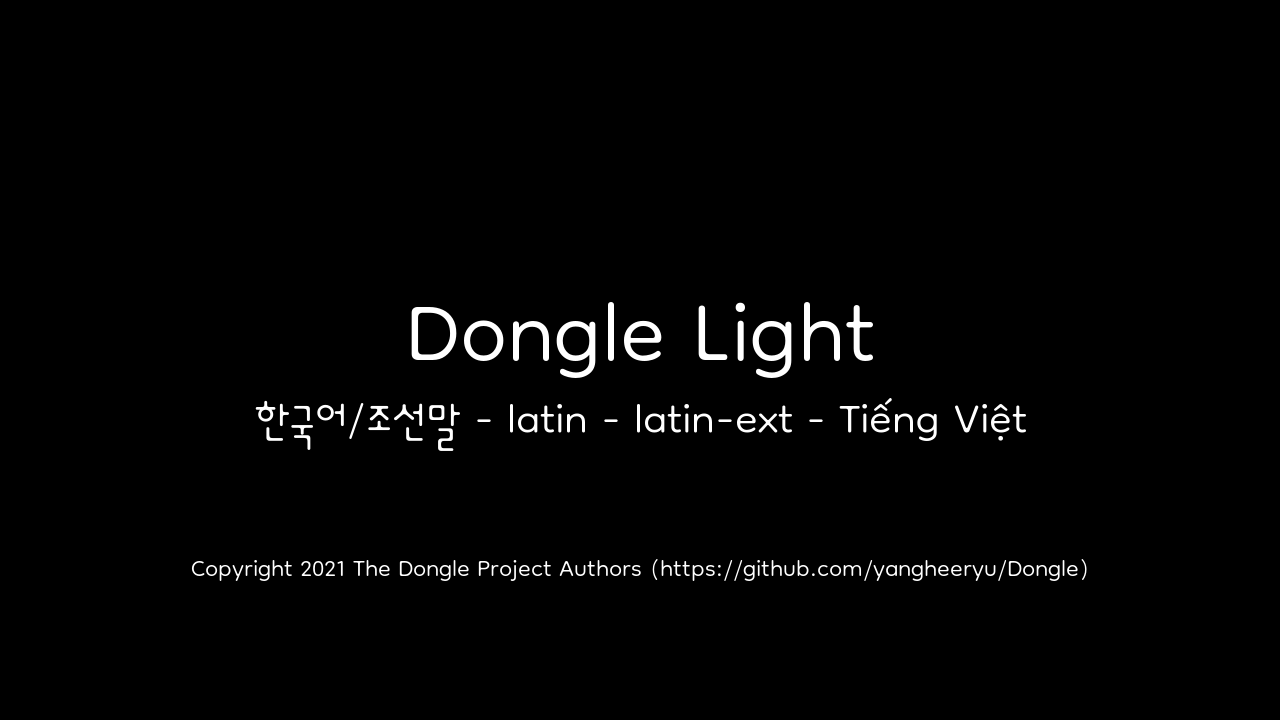 Dongle Light
한국어/조선말 - latin - latin-ext - Tiếng Việt
Copyright 2021 The Dongle Project Authors (https://github.com/yangheeryu/Dongle)